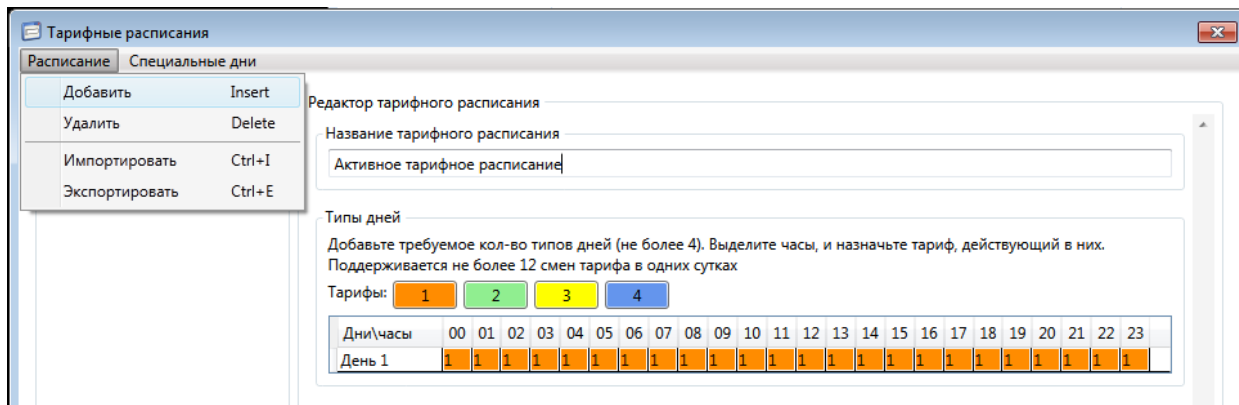 Тарифные расписания
Расписание Специальные дни
Добавить Insert
Удалить Delete
Импортировать Ctrl+I
Экспортировать Ctrl+E
Редактор тарифного расписания
Название тарифного расписания
Активное тарифное расписание
Типы дней
Добавьте требуемое кол-во типов дней (не более 4). Выделите часы, и назначьте тариф, действующий в них.
Поддерживается не более 12 смен тарифа в одних сутках
Тарифы: 1 2 3 4
Дни\часы 00 01 02 03 04 05 06 07 08 09 10 11 12 13 14 15 16 17 18 19 20 21 22 23
День 1 1 1 1 1 1 1 1 1 1 1 1 1 1 1 1 1 1 1 1 1 1 1 1 1